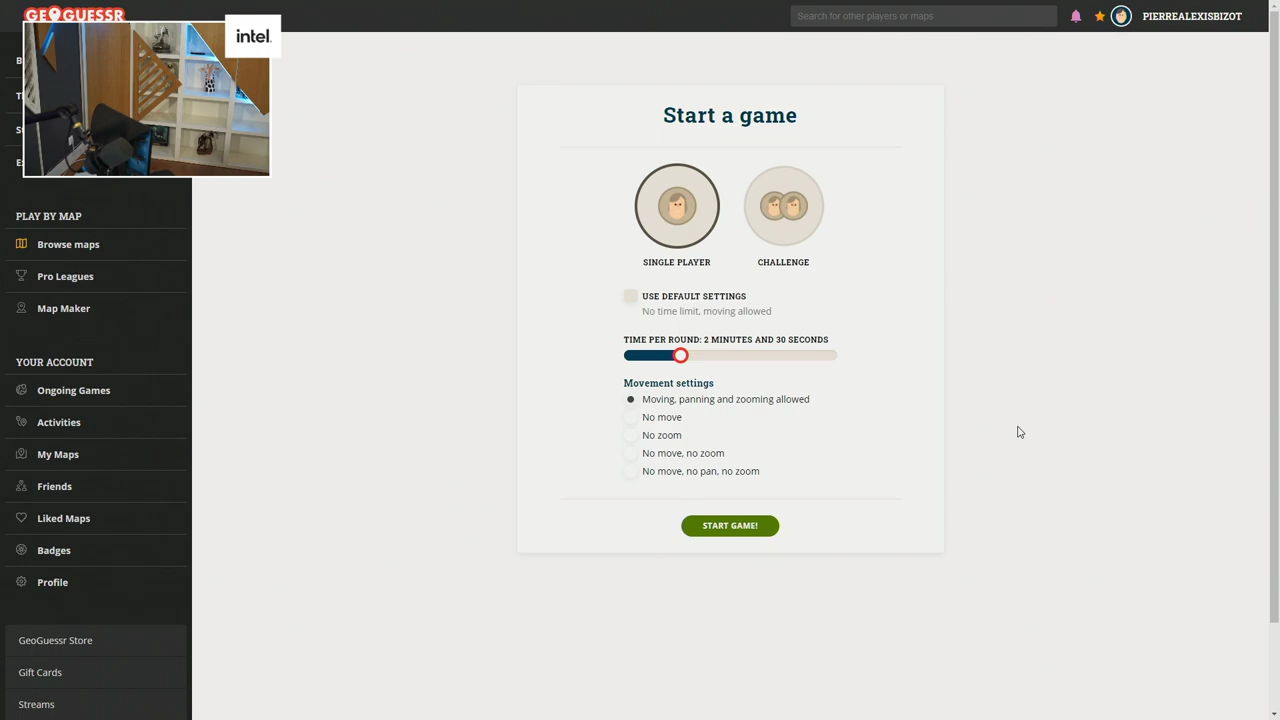 GEOGUESSR
Search for other players or maps
PIERREALEXISBIZOT
intel.
PLAY BY MAP
Browse maps
Pro Leagues
Map Maker
YOUR ACCOUNT
Ongoing Games
Activities
My Maps
Friends
Liked Maps
Badges
Profile
GeoGuessr Store
Gift Cards
Streams
Start a game
SINGLE PLAYER
CHALLENGE
USE DEFAULT SETTINGS
No time limit, moving allowed
TIME PER ROUND: 2 MINUTES AND 30 SECONDS
Movement settings
Moving, panning and zooming allowed
No move
No zoom
No move, no zoom
No move, no pan, no zoom
START GAME!